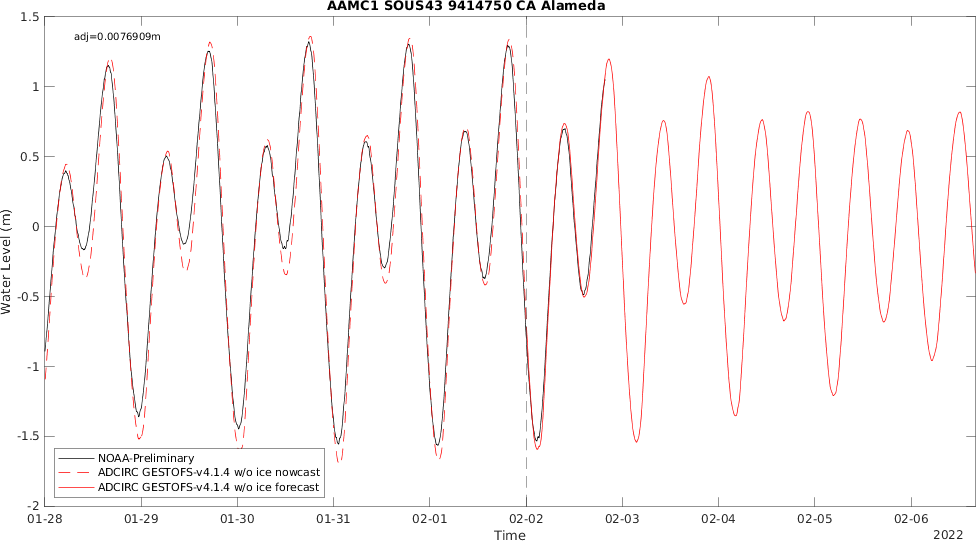 AAMC1 SOUS43 9414750 CA Alameda
adj=0.0076909m
1.5
1
0.5
0
-0.5
-1
-1.5
-2
Water Level (m)
NOAA-Preliminary
ADCIRC GESTOFS-v4.1.4 w/o ice nowcast
ADCIRC GESTOFS-v4.1.4 w/o ice forecast
01-28 01-29 01-30 01-31 02-01 02-02 02-03 02-04 02-05 02-06
Time
2022